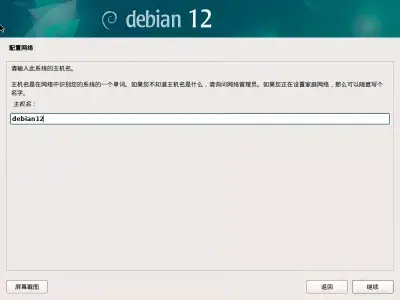 debian 12
配置网络
请输入此系统的主机名。
主机名是在网络中识别您的系统的一个单词。如果您不知道主机名是什么，请询问网络管理员。如果您正在设置家庭网络，那么可以随意写个
名字。
主机名：
debian12
屏幕截图
返回
继续